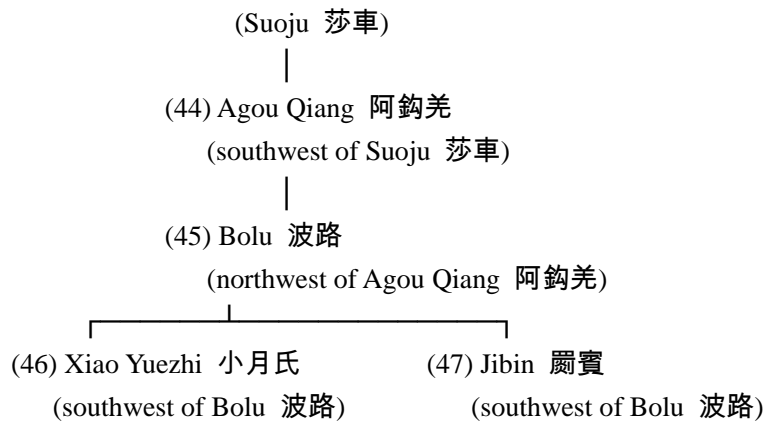 (Suoju 莎車)
(44) Agou Qiang 阿鈎羌
(southwest of Suoju 莎車)
(45) Bolu 波路
(northwest of Agou Qiang 阿鈎羌)
(46) Xiao Yuezhi 小月氏 (47) Jibin 罽賓
(southwest of Bolu 波路) (southwest of Bolu 波路)